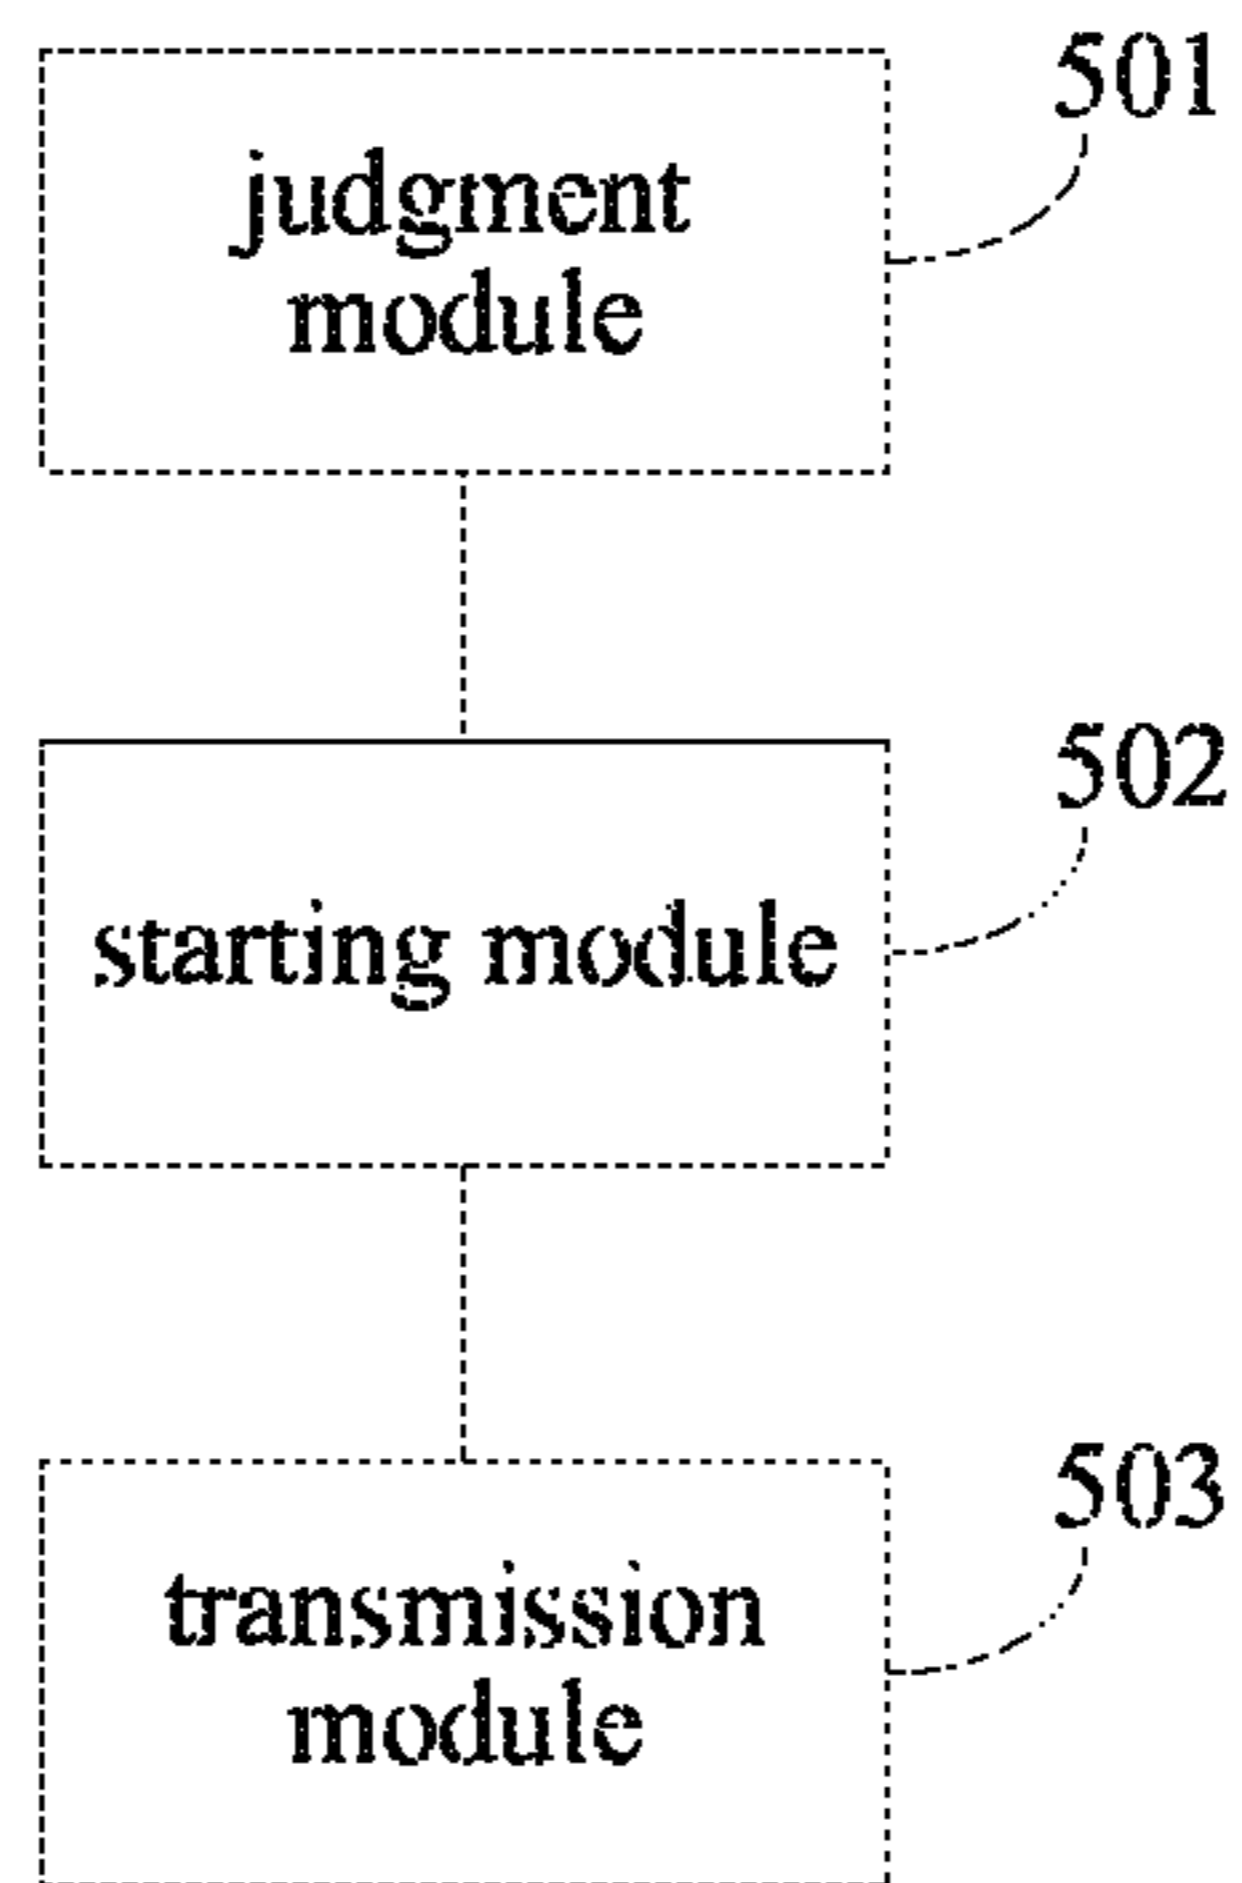 501
judgment
module
502
starting module
503
transmission
module